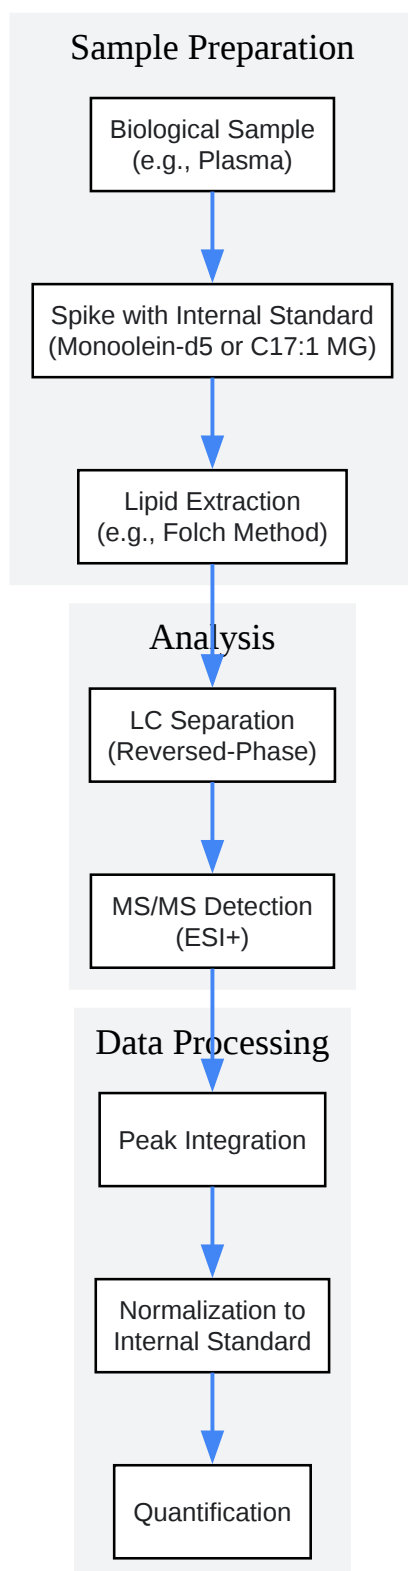 Sample Preparation
Biological Sample
(e.g., Plasma)
Spike with Internal Standard
(Monoolein-d5 or C17:1 MG)
Lipid Extraction
(e.g., Folch Method)
Analysis
LC Separation
(Reversed-Phase)
MS/MS Detection
(ESI+)
Data Processing
Peak Integration
Normalization to
Internal Standard
Quantification